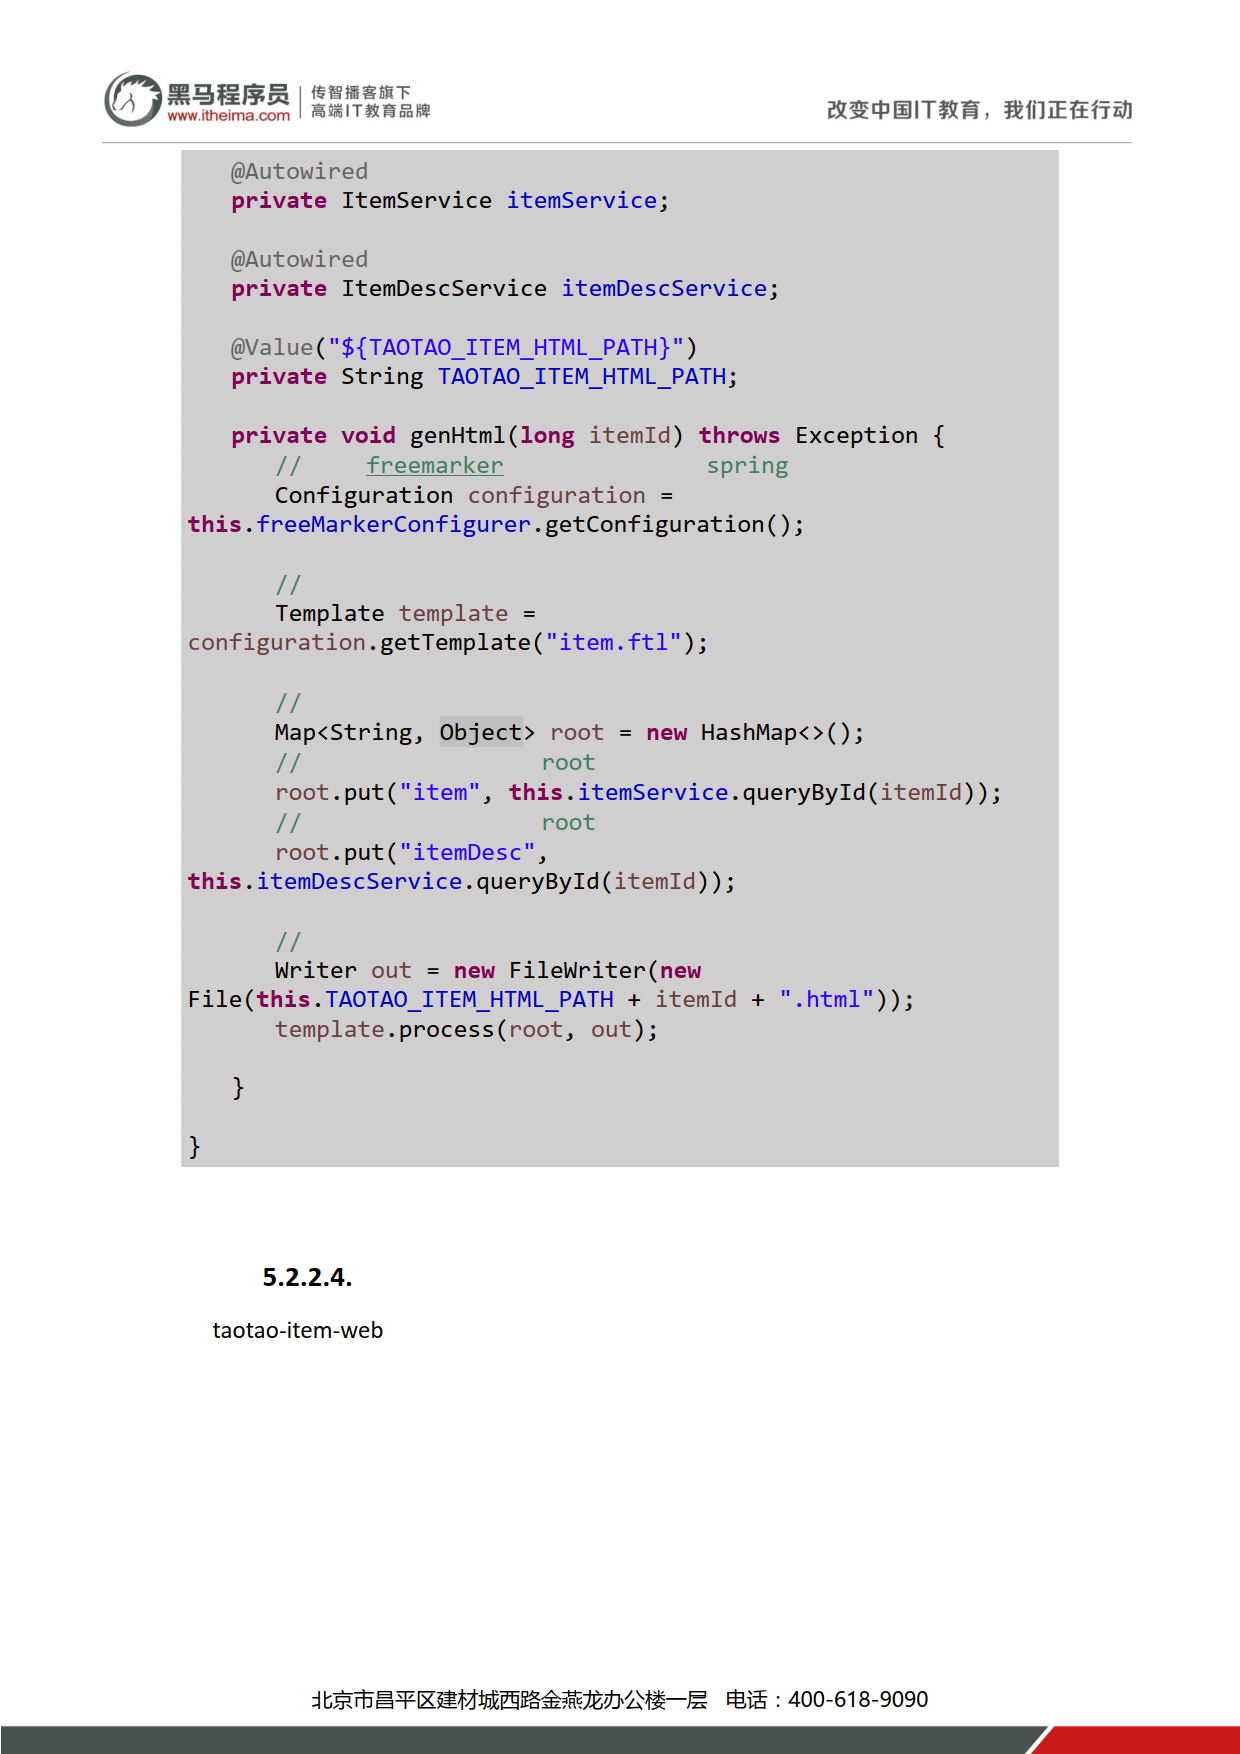 黑马程序员
www.itheima.com
传智播客旗下
高端IT教育品牌
改变中国IT教育，我们正在行动
@Autowired
private ItemService itemService;
@Autowired
private ItemDescService itemDescService;
@Value("${TAOTAO_ITEM_HTML_PATH}")
private String TAOTAO_ITEM_HTML_PATH;
private void genHtml(long itemId) throws Exception {
// freemarker spring
Configuration configuration =
this.freeMarkerConfigurer.getConfiguration();
//
Template template =
configuration.getTemplate("item.ftl");
//
Map<String, Object> root = new HashMap<>();
// root
root.put("item", this.itemService.queryById(itemId));
// root
root.put("itemDesc",
this.itemDescService.queryById(itemId));
//
Writer out = new FileWriter(new
File(this.TAOTAO_ITEM_HTML_PATH + itemId + ".html"));
template.process(root, out);
}
}
5.2.2.4.
taotao-item-web
北京市昌平区建材城西路金燕龙办公楼一层 电话：400-618-9090